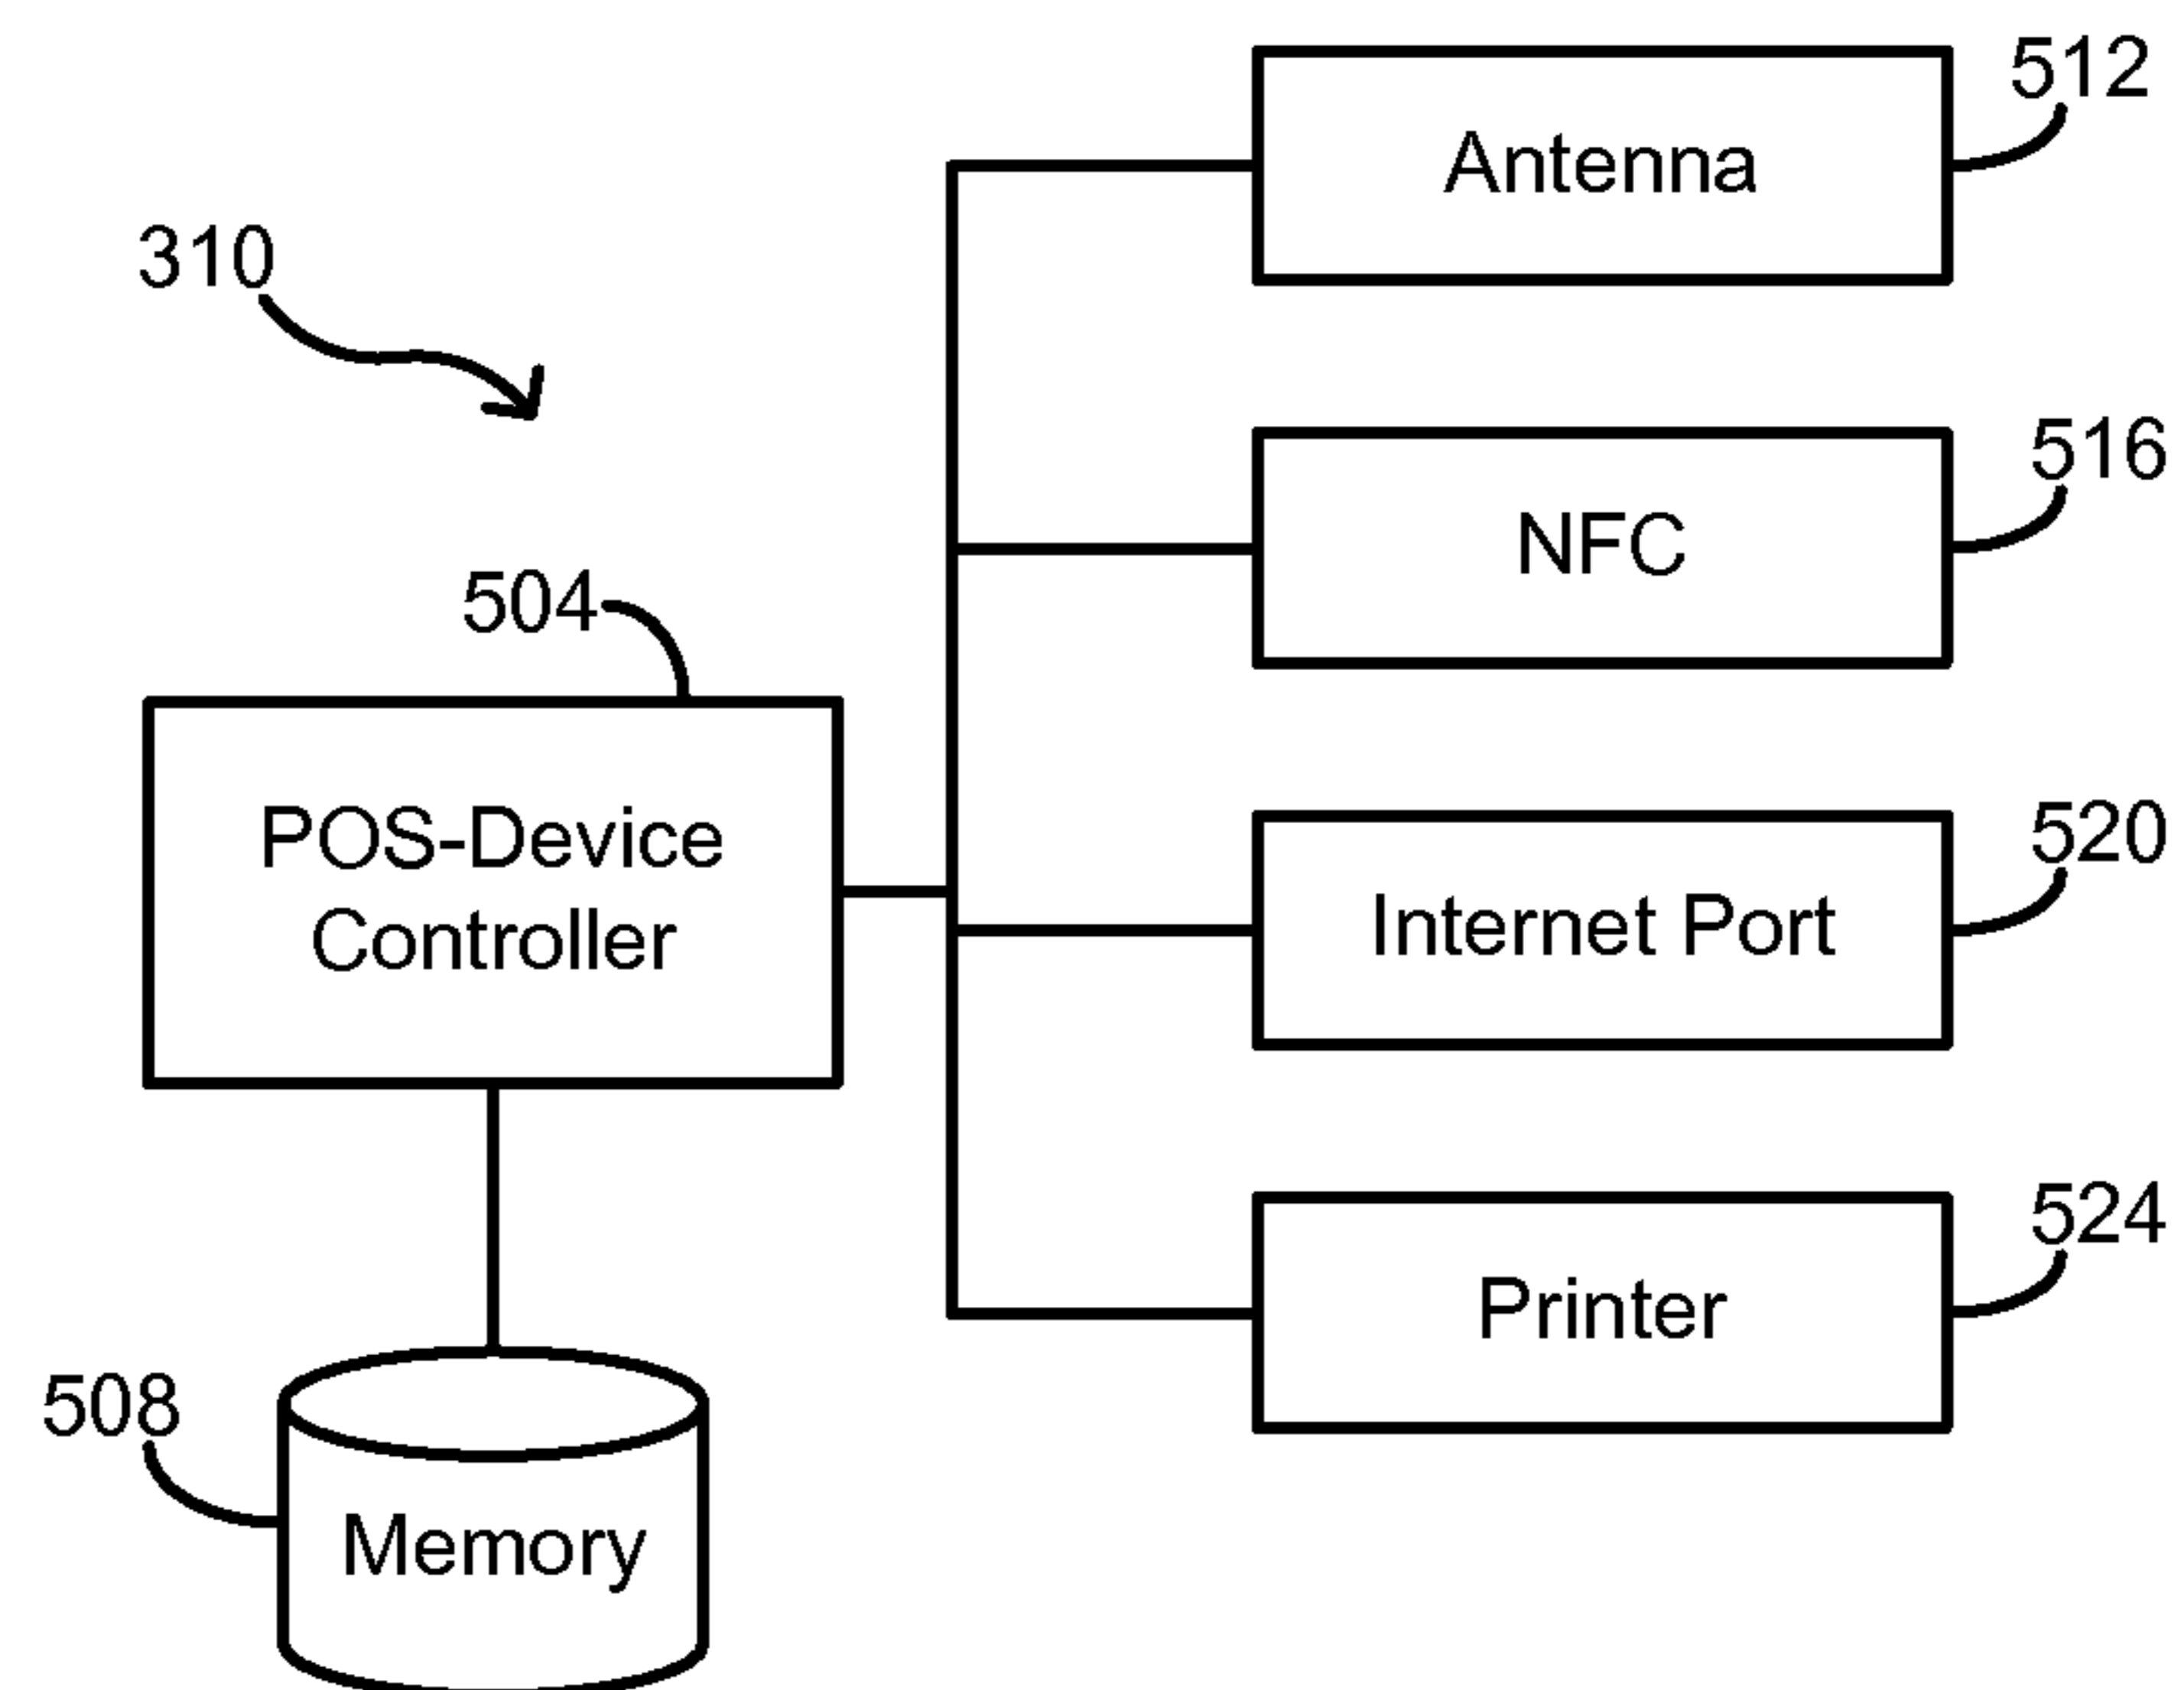 512
Antenna
310
516
NFC
504
POS-Device
Controller
520
Internet Port
524
Printer
508
Memory